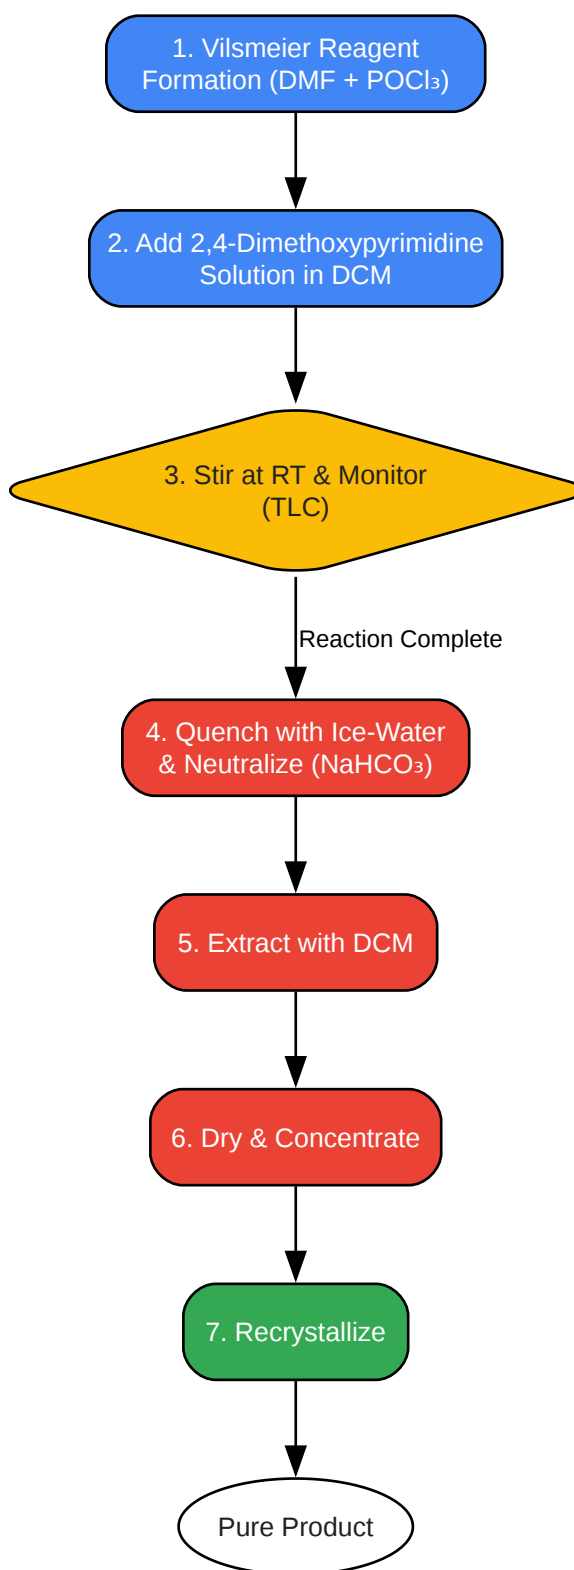 1. Vilsmeier Reagent
Formation (DMF + POCl₃)
2. Add 2,4-Dimethoxypyrimidine
Solution in DCM
3. Stir at RT & Monitor
(TLC)
Reaction Complete
4. Quench with Ice-Water
& Neutralize (NaHCO₃)
5. Extract with DCM
6. Dry & Concentrate
7. Recrystallize
Pure Product